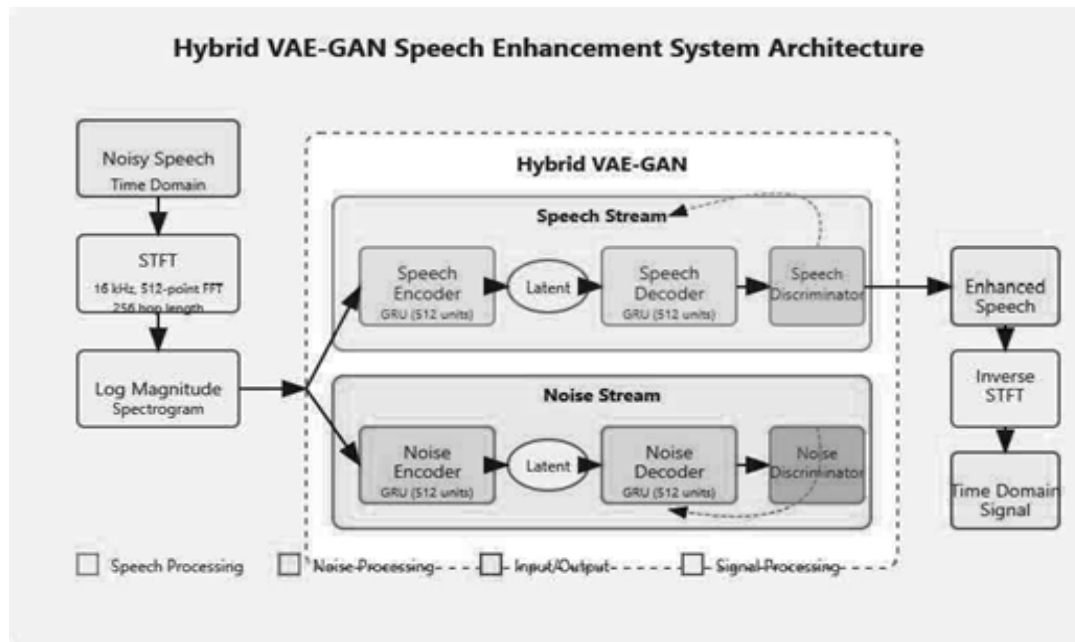 Hybrid VAE-GAN Speech Enhancement System Architecture
Noisy Speech
Time Domain
STFT
16 kHz, 512-point FFT
256 hop length
Log Magnitude
Spectrogram
Hybrid VAE-GAN
Speech Stream
Speech
Encoder
GRU (512 units)
Latent
Speech
Decoder
GRU (512 units)
Speech
Discriminator
Noise Stream
Noise
Encoder
GRU (512 units)
Latent
Noise
Decoder
GRU (512 units)
Noise
Discriminator
Enhanced
Speech
Inverse
STFT
Time Domain
Signal
Speech Processing
Noise Processing
Input/Output
Signal Processing